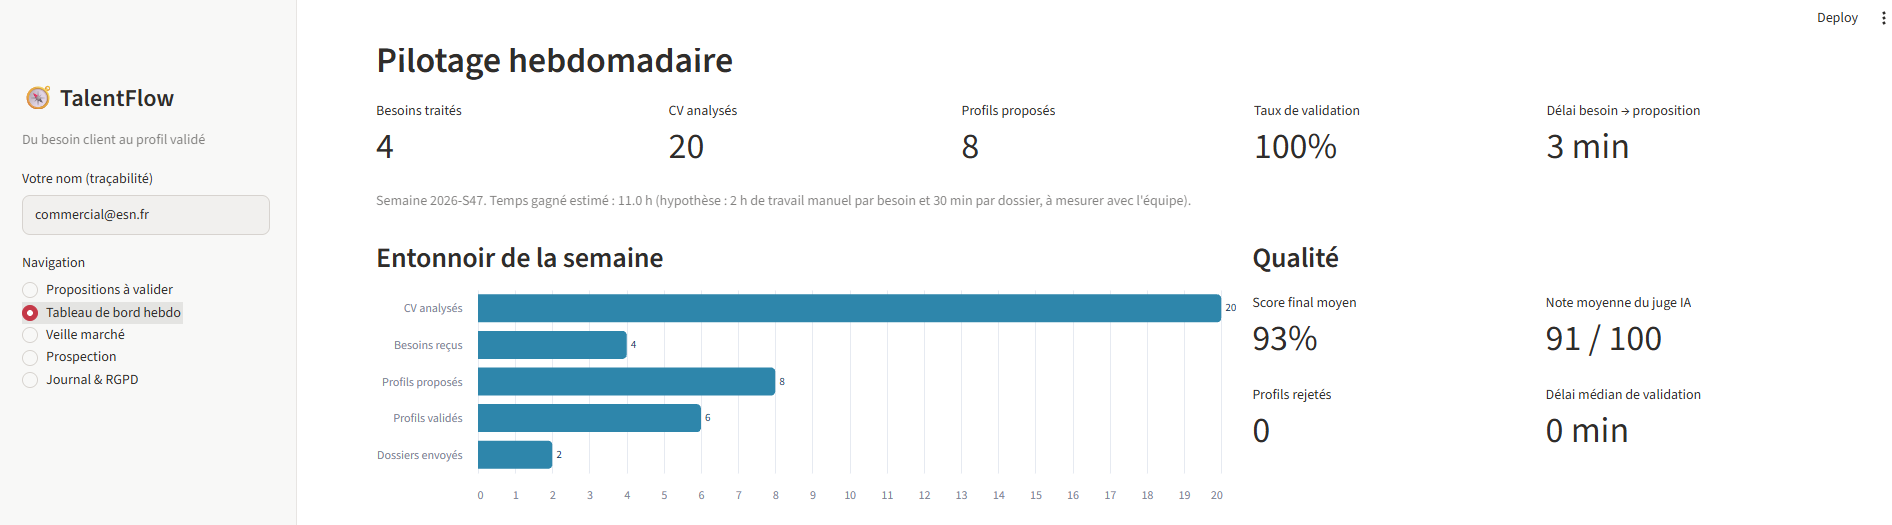 Deploy
TalentFlow
Du besoin client au profil validé
Votre nom (traçabilité)
commercial@esn.fr
Navigation
Propositions à valider
Tableau de bord hebdo
Veille marché
Prospection
Journal & RGPD
Pilotage hebdomadaire
Besoins traités
4
CV analysés
20
Profils proposés
8
Taux de validation
100%
Délai besoin → proposition
3 min
Semaine 2026-S47. Temps gagné estimé : 11.0 h (hypothèse : 2 h de travail manuel par besoin et 30 min par dossier, à mesurer avec l'équipe).
Entonnoir de la semaine
CV analysés 20
Besoins reçus 4
Profils proposés 8
Profils validés 6
Dossiers envoyés 2
0 1 2 3 4 5 6 7 8 9 10 11 12 13 14 15 16 17 18 19 20
Qualité
Score final moyen
93%
Note moyenne du juge IA
91 / 100
Profils rejetés
0
Délai médian de validation
0 min